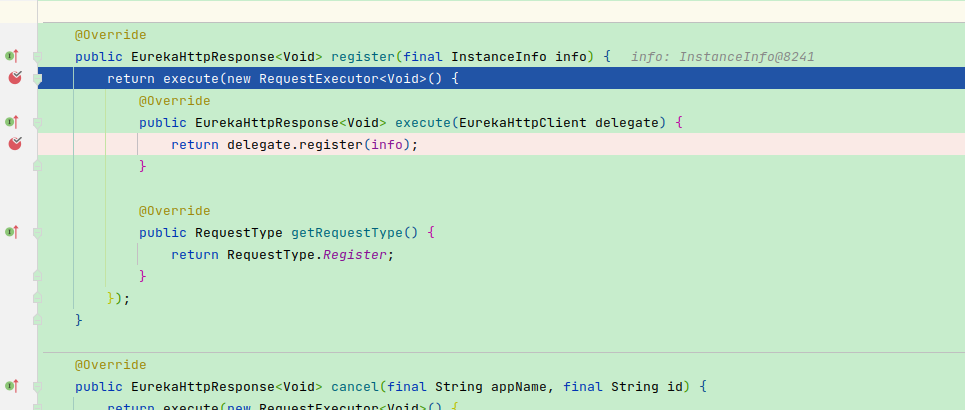 @Override
public EurekaHttpResponse<Void> register(final InstanceInfo info) {   info: InstanceInfo@8241
return execute(new RequestExecutor<Void>() {
@Override
public EurekaHttpResponse<Void> execute(EurekaHttpClient delegate) {
return delegate.register(info);
}
@Override
public RequestType getRequestType() {
return RequestType.Register;
}
});
}
@Override
public EurekaHttpResponse<Void> cancel(final String appName, final String id) {
return execute(new RequestExecutor<Void>() {